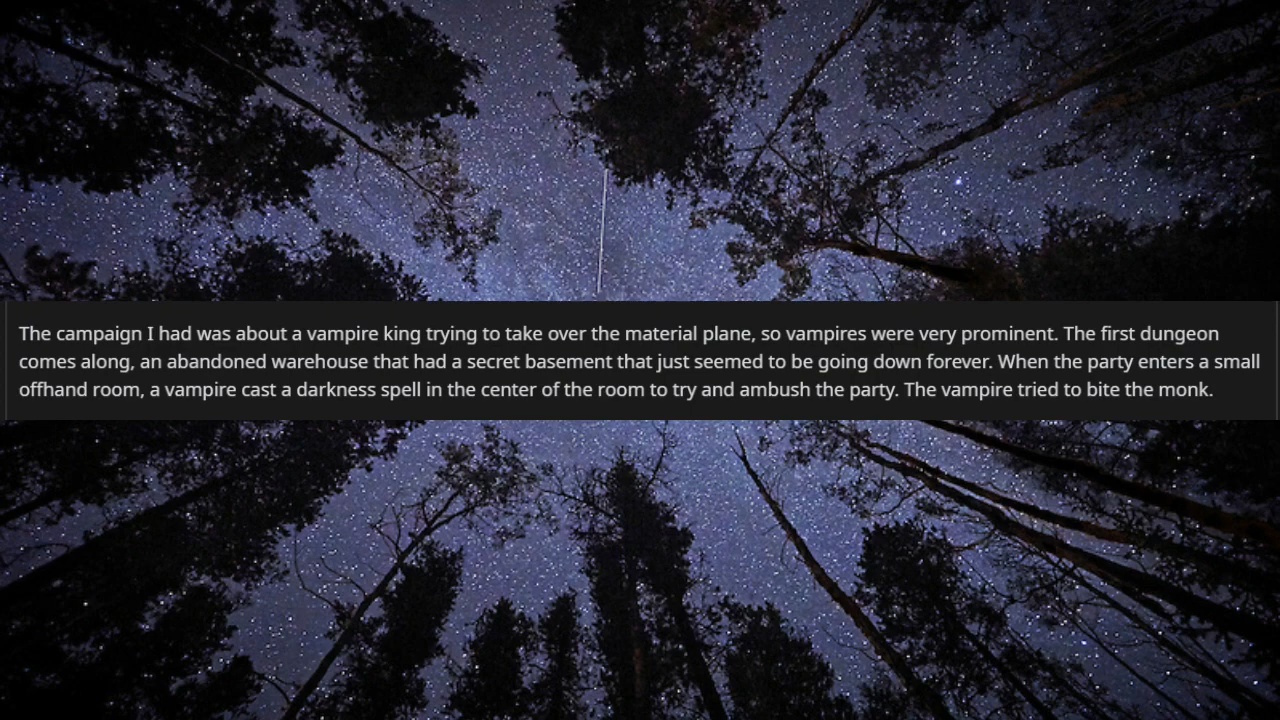 The campaign I had was about a vampire king trying to take over the material plane, so vampires were very prominent. The first dungeon
comes along, an abandoned warehouse that had a secret basement that just seemed to be going down forever. When the party enters a small
offhand room, a vampire cast a darkness spell in the center of the room to try and ambush the party. The vampire tried to bite the monk.